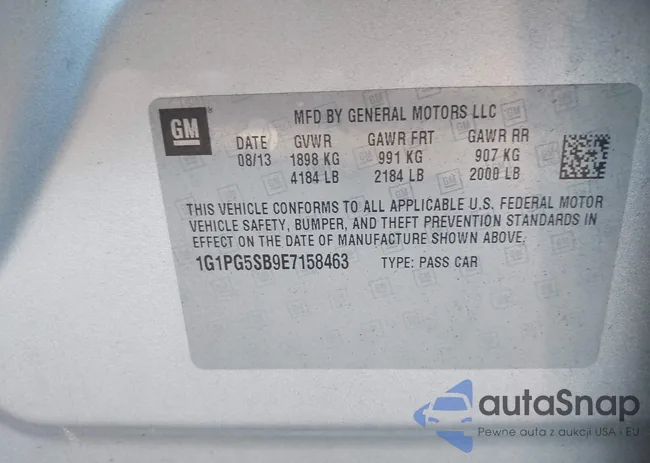 GM
MFD BY GENERAL MOTORS LLC
DATE GVWR GAWR FRT GAWR RR
08/13 1898 KG 991 KG 907 KG
4184 LB 2184 LB 2000 LB
THIS VEHICLE CONFORMS TO ALL APPLICABLE U.S. FEDERAL MOTOR
VEHICLE SAFETY, BUMPER, AND THEFT PREVENTION STANDARDS IN
EFFECT ON THE DATE OF MANUFACTURE SHOWN ABOVE.
1G1PG5SB9E7158463 TYPE: PASS CAR
autaSnap
Pewne auta z aukcji USA - EU